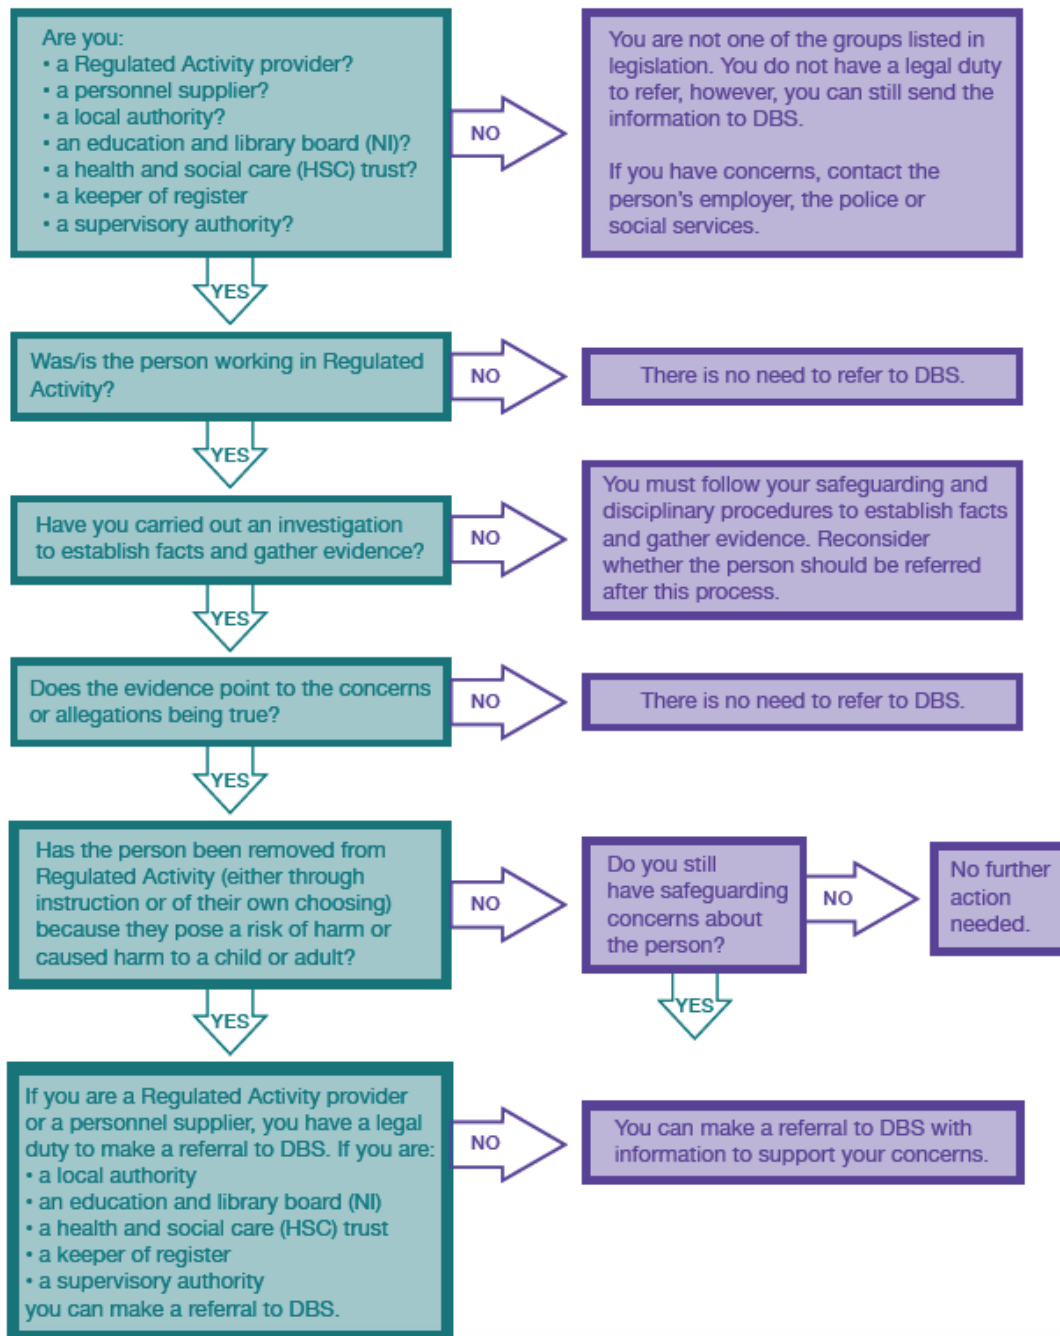 Are you:
• a Regulated Activity provider?
• a personnel supplier?
• a local authority?
• an education and library board (NI)?
• a health and social care (HSC) trust?
• a keeper of register
• a supervisory authority?
NO
You are not one of the groups listed in
legislation. You do not have a legal duty
to refer, however, you can still send the
information to DBS.
If you have concerns, contact the
person's employer, the police or
social services.
YES
Was/is the person working in Regulated
Activity?
NO
There is no need to refer to DBS.
YES
Have you carried out an investigation
to establish facts and gather evidence?
NO
You must follow your safeguarding and
disciplinary procedures to establish facts
and gather evidence. Reconsider
whether the person should be referred
after this process.
YES
Does the evidence point to the concerns
or allegations being true?
NO
There is no need to refer to DBS.
YES
Has the person been removed from
Regulated Activity (either through
instruction or of their own choosing)
because they pose a risk of harm or
caused harm to a child or adult?
NO
Do you still
have safeguarding
concerns about
the person?
NO
No further
action
needed.
YES
YES
If you are a Regulated Activity provider
or a personnel supplier, you have a legal
duty to make a referral to DBS. If you are:
• a local authority
• an education and library board (NI)
• a health and social care (HSC) trust
• a keeper of register
• a supervisory authority
you can make a referral to DBS.
NO
You can make a referral to DBS with
information to support your concerns.